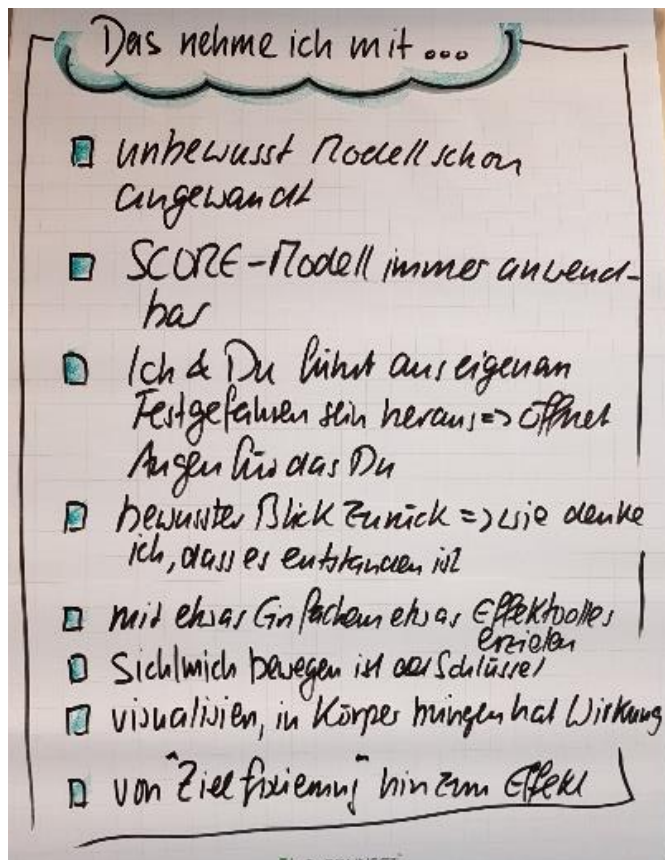 Das nehme ich mit...
unbewusst Modell schon
angewandt
SCORE-Modell immer anwend-
bar
Ich & Du führt aus eigenan
Festgefahren sein heraus => öffnet
Augen für das Du
bewusster Blick zurück => wie denke
ich, dass es entstanden ist
mit etwas Einfachem etwas Effektvolles
erzielen
Sich/mich bewegen ist der Schlüssel
visualisien, in Körper bringen hat Wirkung
von "Zielfixierung" hin zum Effekt